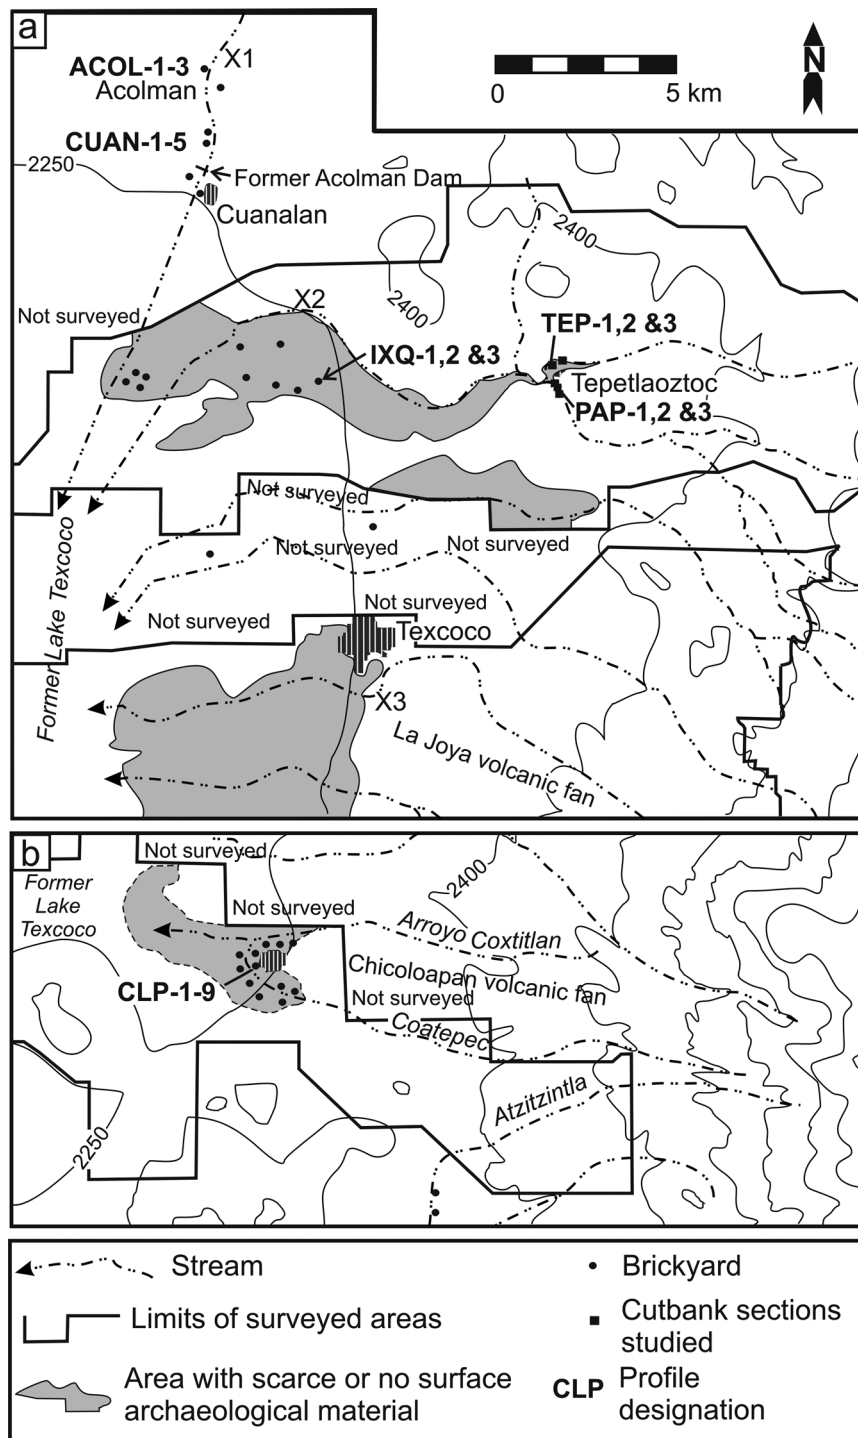 a
ACOL-1-3
X1
Acolman
0
5 km
N
CUAN-1-5
2250
Former Acolman Dam
Cuanalan
2400
2400
Not surveyed
X2
TEP-1,2 &3
IXQ-1,2 &3
Tepetlaoztoc
PAP-1,2 &3
Not surveyed
Not surveyed
Not surveyed
Former Lake Texcoco
Not surveyed
Not surveyed
Texcoco
X3
La Joya volcanic fan
b
Not surveyed
Former
Lake
Texcoco
2400
Not surveyed
Arroyo Coxtitlan
Chicoloapan volcanic fan
CLP-1-9
Not surveyed
Coatepec
Atzitzintla
2250
Stream
Brickyard
Limits of surveyed areas
Cutbank sections
studied
Area with scarce or no surface
archaeological material
CLP
Profile
designation